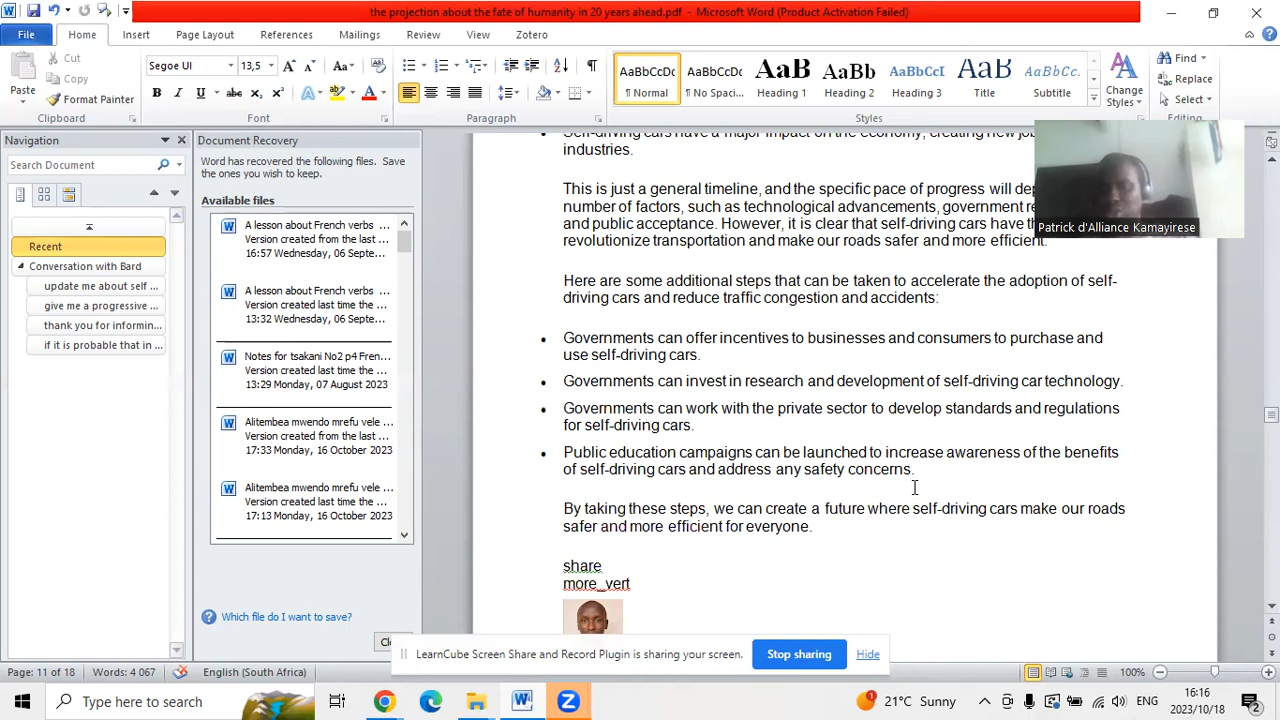 the projection about the fate of humanity in 20 years ahead.pdf - Microsoft Word (Product Activation Failed)
File Home Insert Page Layout References Mailings Review View Zotero
Cut
Copy
Format Painter
Paste
Clipboard
Segoe UI 13,5
Font
Paragraph
AaBbCcDc AaBbCcDc AaB AaBbCc AaBbCcI AaBbCcD AaBbCc.
¶ Normal ¶ No Spaci... Heading 1 Heading 2 Heading 3 Title Subtitle
Change
Styles
Styles
Find
Replace
Select
Editing
Navigation
Search Document
Recent
Conversation with Bard
update me about self ...
give me a progressive ...
thank you for informin...
if it is probable that in ...
Document Recovery
Word has recovered the following files. Save
the ones you wish to keep.
Available files
A lesson about French verbs ...
Version created from the last ...
16:57 Wednesday, 06 Septe...
A lesson about French verbs ...
Version created last time the ...
13:32 Wednesday, 06 Septe...
Notes for tsakani No2 p4 Fren...
Version created last time the ...
13:29 Monday, 07 August 2023
Alitembea mwendo mrefu vele ...
Version created from the last ...
17:33 Monday, 16 October 2023
Alitembea mwendo mrefu vele ...
Version created last time the ...
17:13 Monday, 16 October 2023
Which file do I want to save?
Self-driving cars have a major impact on the economy, creating new jo
industries.
This is just a general timeline, and the specific pace of progress will de
number of factors, such as technological advancements, government re
and public acceptance. However, it is clear that self-driving cars have th
revolutionize transportation and make our roads safer and more efficient.
Here are some additional steps that can be taken to accelerate the adoption of self-
driving cars and reduce traffic congestion and accidents:
• Governments can offer incentives to businesses and consumers to purchase and
use self-driving cars.
• Governments can invest in research and development of self-driving car technology.
• Governments can work with the private sector to develop standards and regulations
for self-driving cars.
• Public education campaigns can be launched to increase awareness of the benefits
of self-driving cars and address any safety concerns.
By taking these steps, we can create a future where self-driving cars make our roads
safer and more efficient for everyone.
share
more_vert
Patrick d'Alliance Kamayirese
LearnCube Screen Share and Record Plugin is sharing your screen. Stop sharing Hide
Page: 11 of 18 Words: 4 067 English (South Africa) 100%
Type here to search
21°C Sunny
ENG
16:16
2023/10/18
2